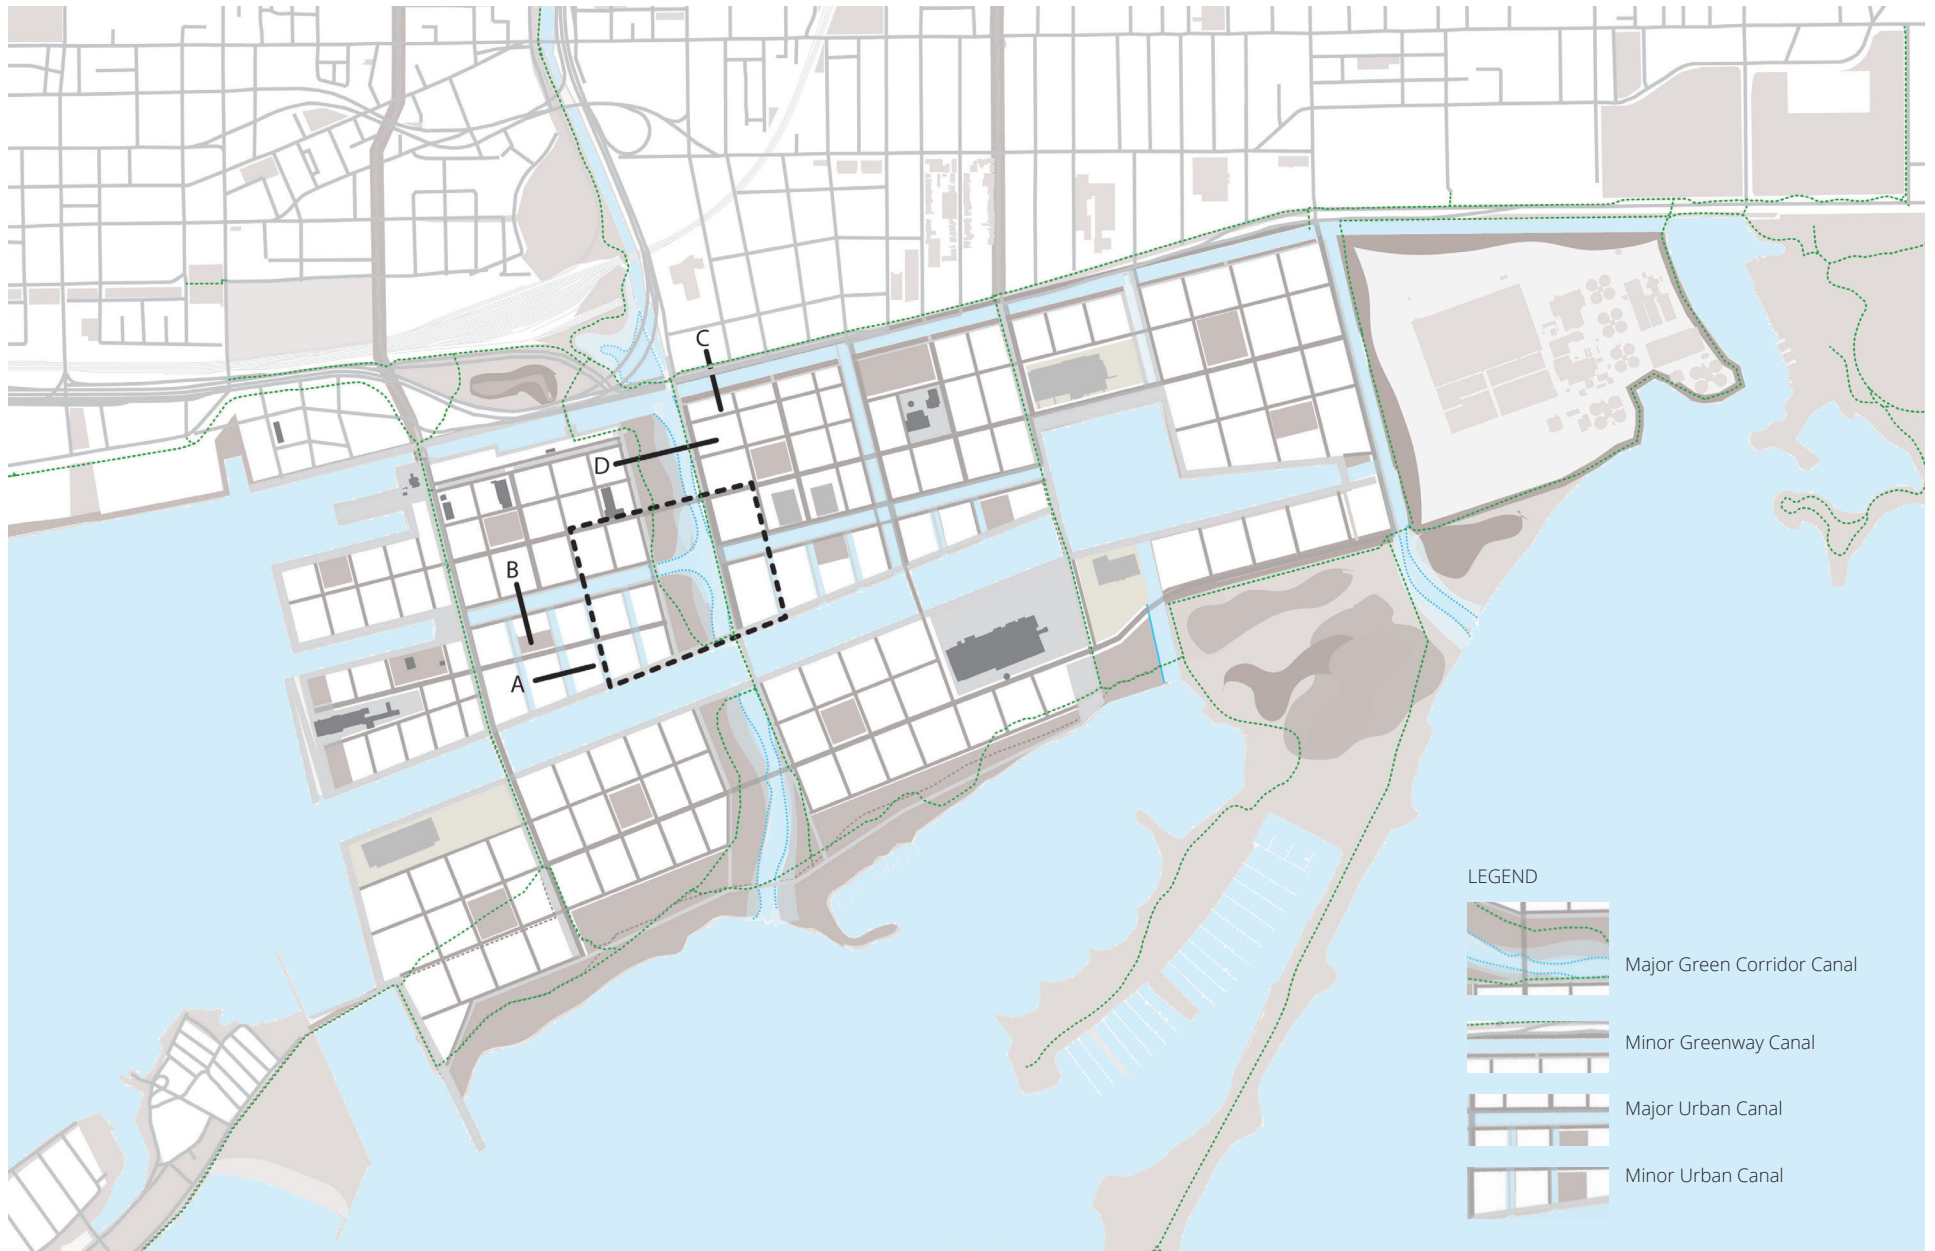 C
D
B
A
LEGEND
Major Green Corridor Canal
Minor Greenway Canal
Major Urban Canal
Minor Urban Canal